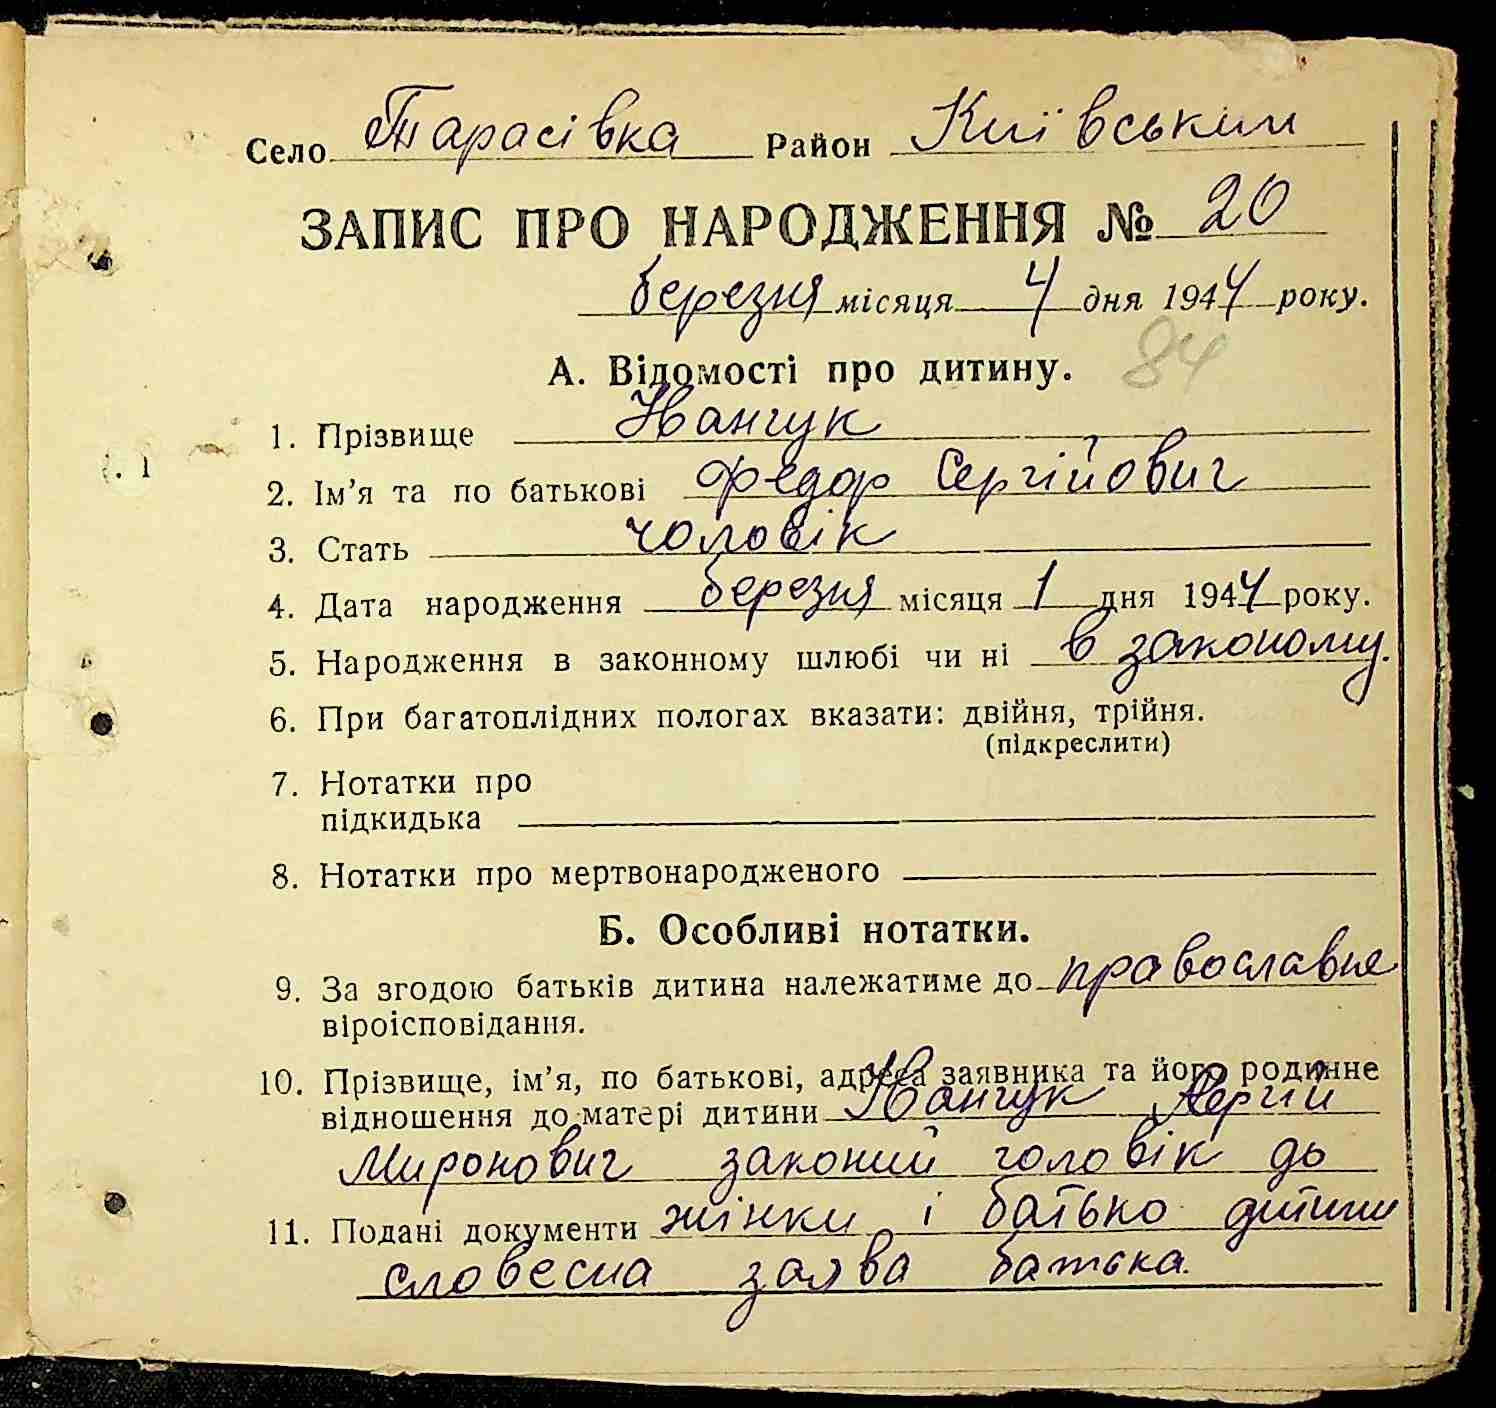 Село Тарасівка Район Київським
ЗАПИС ПРО НАРОДЖЕННЯ № 20
березня місяця 4 дня 1944 року.
А. Відомості про дитину. 84
1. Прізвище Іванчук
2. Ім'я та по батькові Федор Сергійович
3. Стать чоловік
4. Дата народження березня місяця 1 дня 1944 року.
5. Народження в законному шлюбі чи ні в законому.
6. При багатоплідних пологах вказати: двійня, трійня.
(підкреслити)
7. Нотатки про
підкидька
8. Нотатки про мертвонародженого
Б. Особливі нотатки.
9. За згодою батьків дитина належатиме до православне
віроісповідання.
10. Прізвище, ім'я, по батькові, адреса заявника та його родинне
відношення до матері дитини Іванчук Сергій
Миронович законий чоловік до
11. Подані документи жінки і батько дитини
словесна заява батька.